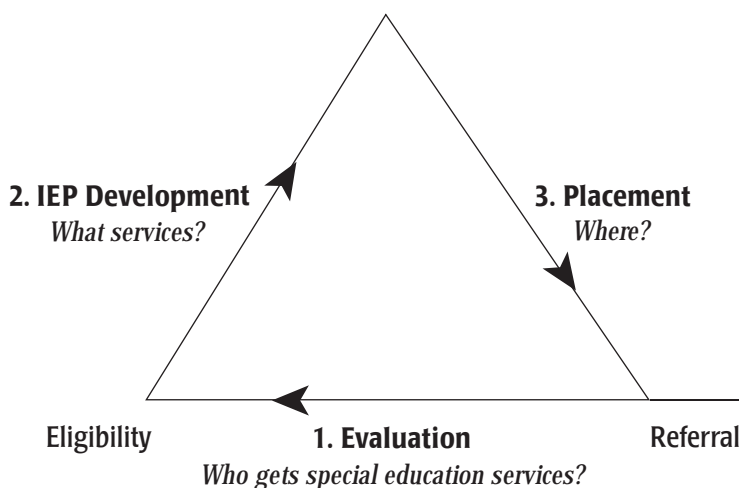 2. IEP Development
What services?
3. Placement
Where?
Eligibility
1. Evaluation
Referral
Who gets special education services?